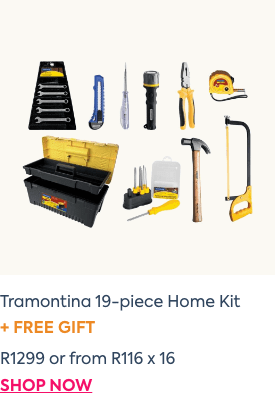 Tramontina 19-piece Home Kit
+ FREE GIFT
R1299 or from R116 x 16
SHOP NOW